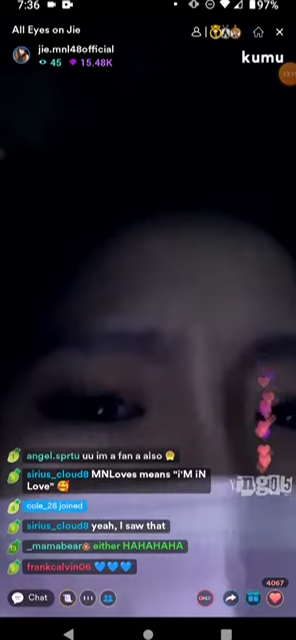 7:36
97%
All Eyes on Jie
jie.mnl48official
45 15.48K
kumu
angel.sprtu uu im a fan a also
sirius_cloud8 MNLoves means "i'M iN
Love"
cole_28 joined
sirius_cloud8 yeah, I saw that
_mamabear either HAHAHAHA
frankcalvin06
4067
Chat